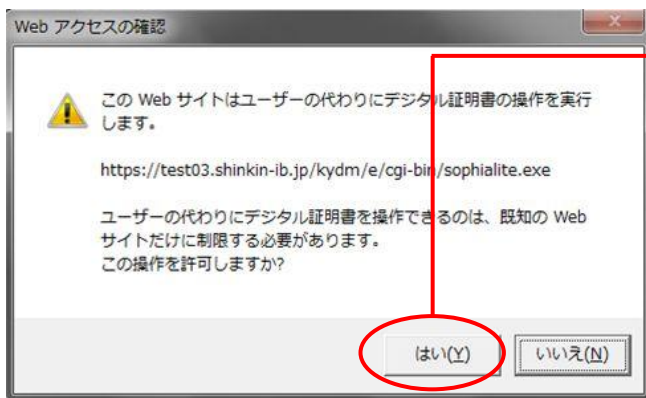 Web アクセスの確認
この Web サイトはユーザーの代わりにデジタル証明書の操作を実行
します。
https://test03.shinkin-ib.jp/kydm/e/cgi-bin/sophialite.exe
ユーザーの代わりにデジタル証明書を操作できるのは、既知の Web
サイトだけに制限する必要があります。
この操作を許可しますか?
はい(Y) いいえ(N)